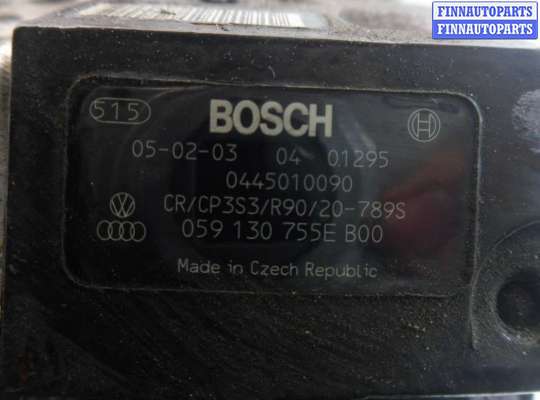 FINNAUTOPARTS
FINNAUTOPARTS
515
BOSCH
05-02-03 04 01295
0445010090
CR/CP3S3/R90/20-789S
059 130 755E B00
Made in Czech Republic